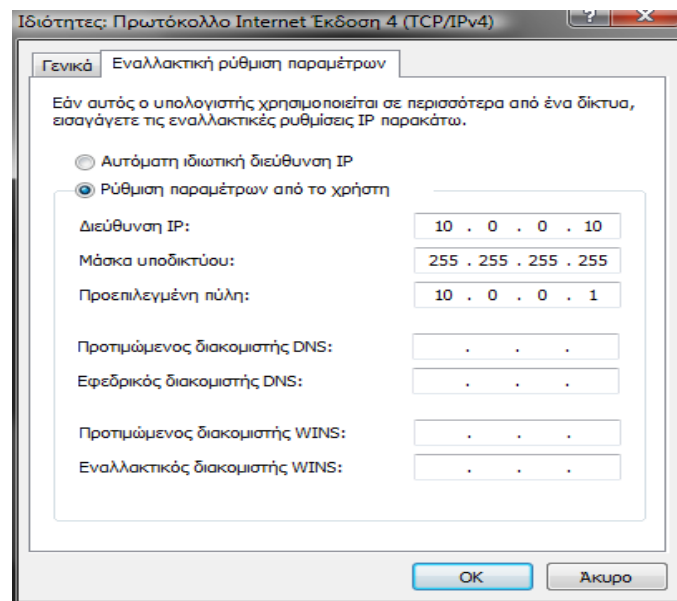 Ιδιότητες: Πρωτόκολλο Internet Έκδοση 4 (TCP/IPv4)
? X
Γενικά Εναλλακτική ρύθμιση παραμέτρων
Εάν αυτός ο υπολογιστής χρησιμοποιείται σε περισσότερα από ένα δίκτυα,
εισαγάγετε τις εναλλακτικές ρυθμίσεις IP παρακάτω.
Αυτόματη ιδιωτική διεύθυνση IP
Ρύθμιση παραμέτρων από το χρήστη
Διεύθυνση IP: 10 . 0 . 0 . 10
Μάσκα υποδικτύου: 255 . 255 . 255 . 255
Προεπιλεγμένη πύλη: 10 . 0 . 0 . 1
Προτιμώμενος διακομιστής DNS: . . .
Εφεδρικός διακομιστής DNS: . . .
Προτιμώμενος διακομιστής WINS: . . .
Εναλλακτικός διακομιστής WINS: . . .
OK Άκυρο